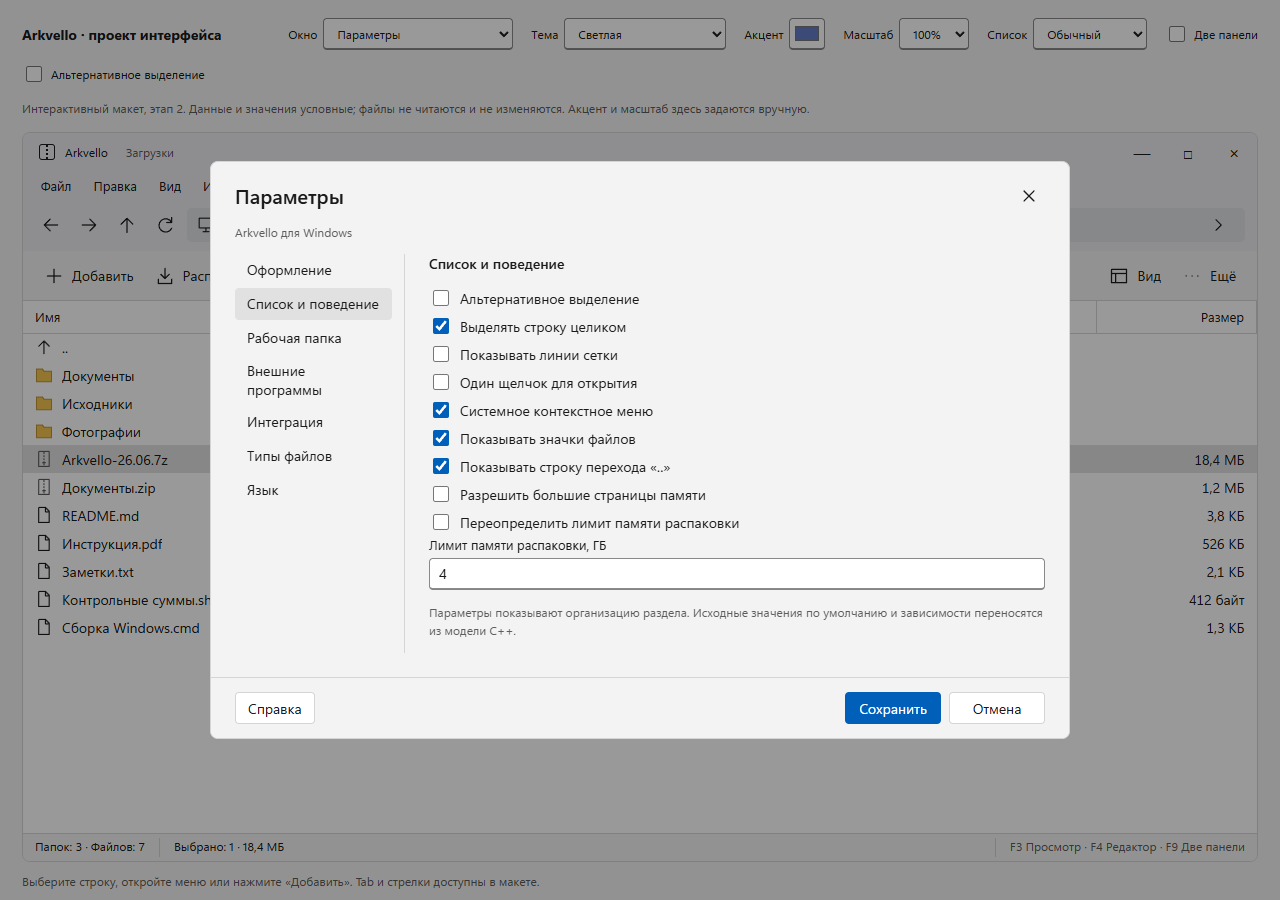 Arkvello · проект интерфейса
Окно Параметры Тема Светлая Акцент Масштаб 100% Список Обычный Две панели
Альтернативное выделение
Интерактивный макет, этап 2. Данные и значения условные; файлы не читаются и не изменяются. Акцент и масштаб здесь задаются вручную.
Arkvello Загрузки
Файл Правка Вид
Добавить
Вид ··· Ещё
Имя Размер
..
Документы
Исходники
Фотографии
Arkvello-26.06.7z 18,4 МБ
Документы.zip 1,2 МБ
README.md 3,8 КБ
Инструкция.pdf 526 КБ
Заметки.txt 2,1 КБ
Контрольные суммы.sh 412 байт
Сборка Windows.cmd 1,3 КБ
Параметры
Arkvello для Windows
Оформление
Список и поведение
Рабочая папка
Внешние
программы
Интеграция
Типы файлов
Язык
Список и поведение
Альтернативное выделение
Выделять строку целиком
Показывать линии сетки
Один щелчок для открытия
Системное контекстное меню
Показывать значки файлов
Показывать строку перехода «..»
Разрешить большие страницы памяти
Переопределить лимит памяти распаковки
Лимит памяти распаковки, ГБ
4
Параметры показывают организацию раздела. Исходные значения по умолчанию и зависимости переносятся
из модели C++.
Справка Сохранить Отмена
Папок: 3 · Файлов: 7 Выбрано: 1 · 18,4 МБ F3 Просмотр · F4 Редактор · F9 Две панели
Выберите строку, откройте меню или нажмите «Добавить». Tab и стрелки доступны в макете.